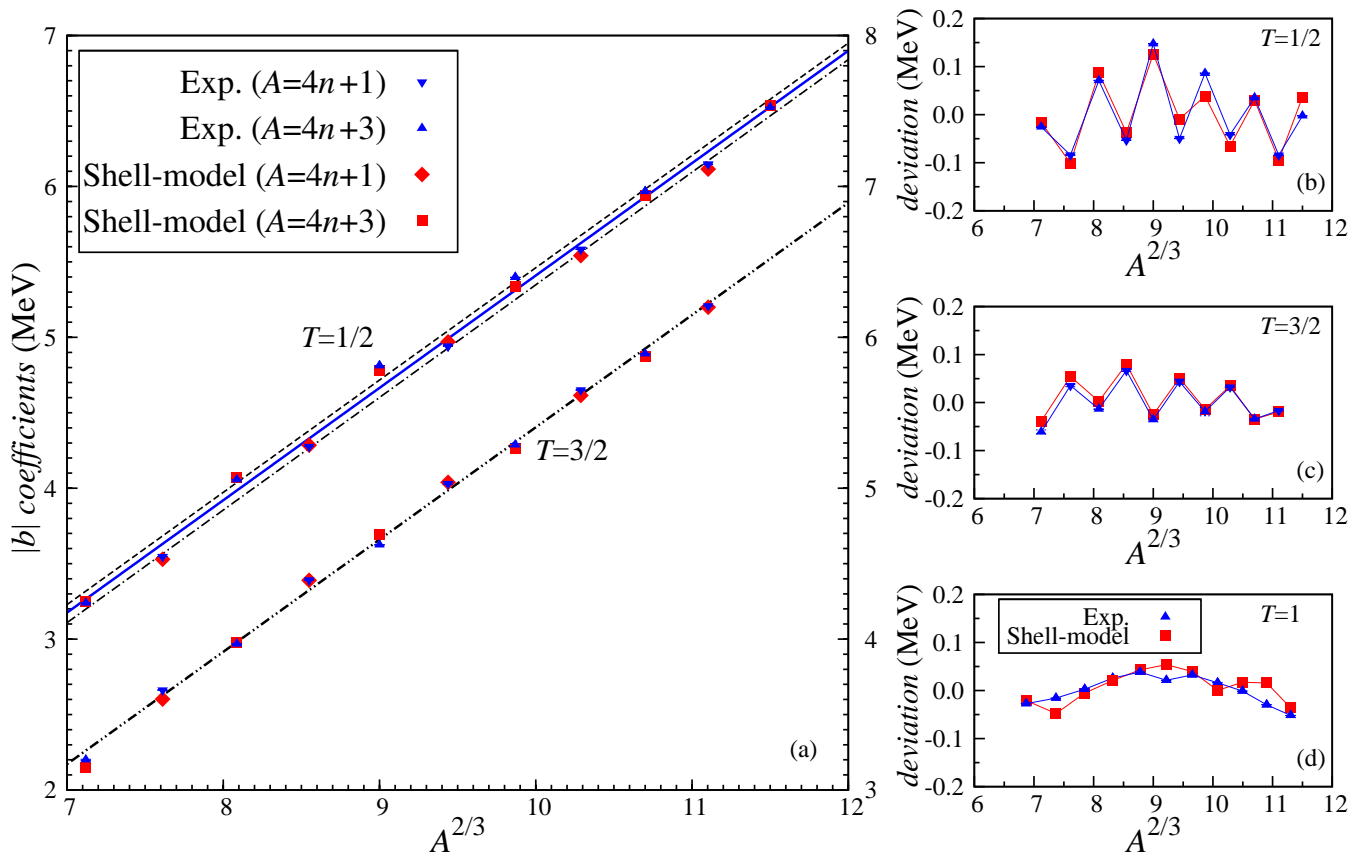 7
6
5
4
3
2
|b| coefficients (MeV)
Exp. (A=4n+1)
Exp. (A=4n+3)
Shell-model (A=4n+1)
Shell-model (A=4n+3)
T=1/2
T=3/2
(a)
8
7
6
5
4
3
7 8 9 10 11 12
A^{2/3}
0.2
0.1
0.0
-0.1
-0.2
deviation (MeV)
T=1/2
(b)
6 7 8 9 10 11 12
A^{2/3}
0.2
0.1
0.0
-0.1
-0.2
deviation (MeV)
T=3/2
(c)
6 7 8 9 10 11 12
A^{2/3}
0.2
0.1
0.0
-0.1
-0.2
deviation (MeV)
Exp.
Shell-model
T=1
(d)
6 7 8 9 10 11 12
A^{2/3}